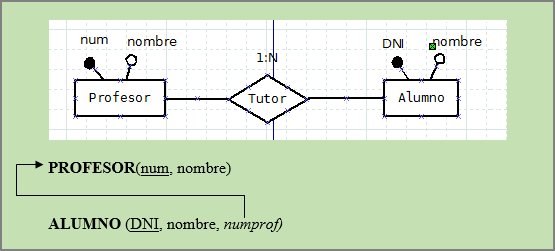 num nombre DNI nombre
1:N
Profesor Tutor Alumno
PROFESOR(num, nombre)
ALUMNO (DNI, nombre, numprof)